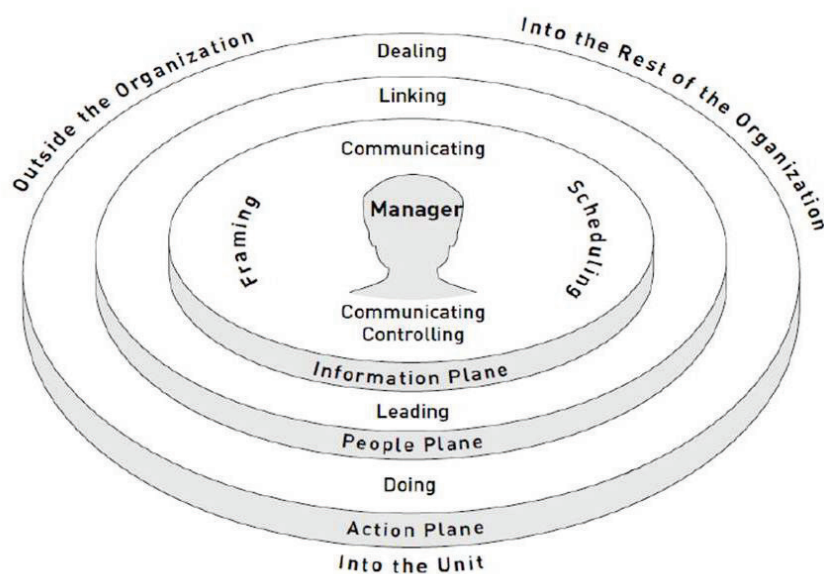 Outside the Organization
Into the Rest of the Organization
Dealing
Linking
Communicating
Manager
Framing
Scheduling
Communicating
Controlling
Information Plane
Leading
People Plane
Doing
Action Plane
Into the Unit